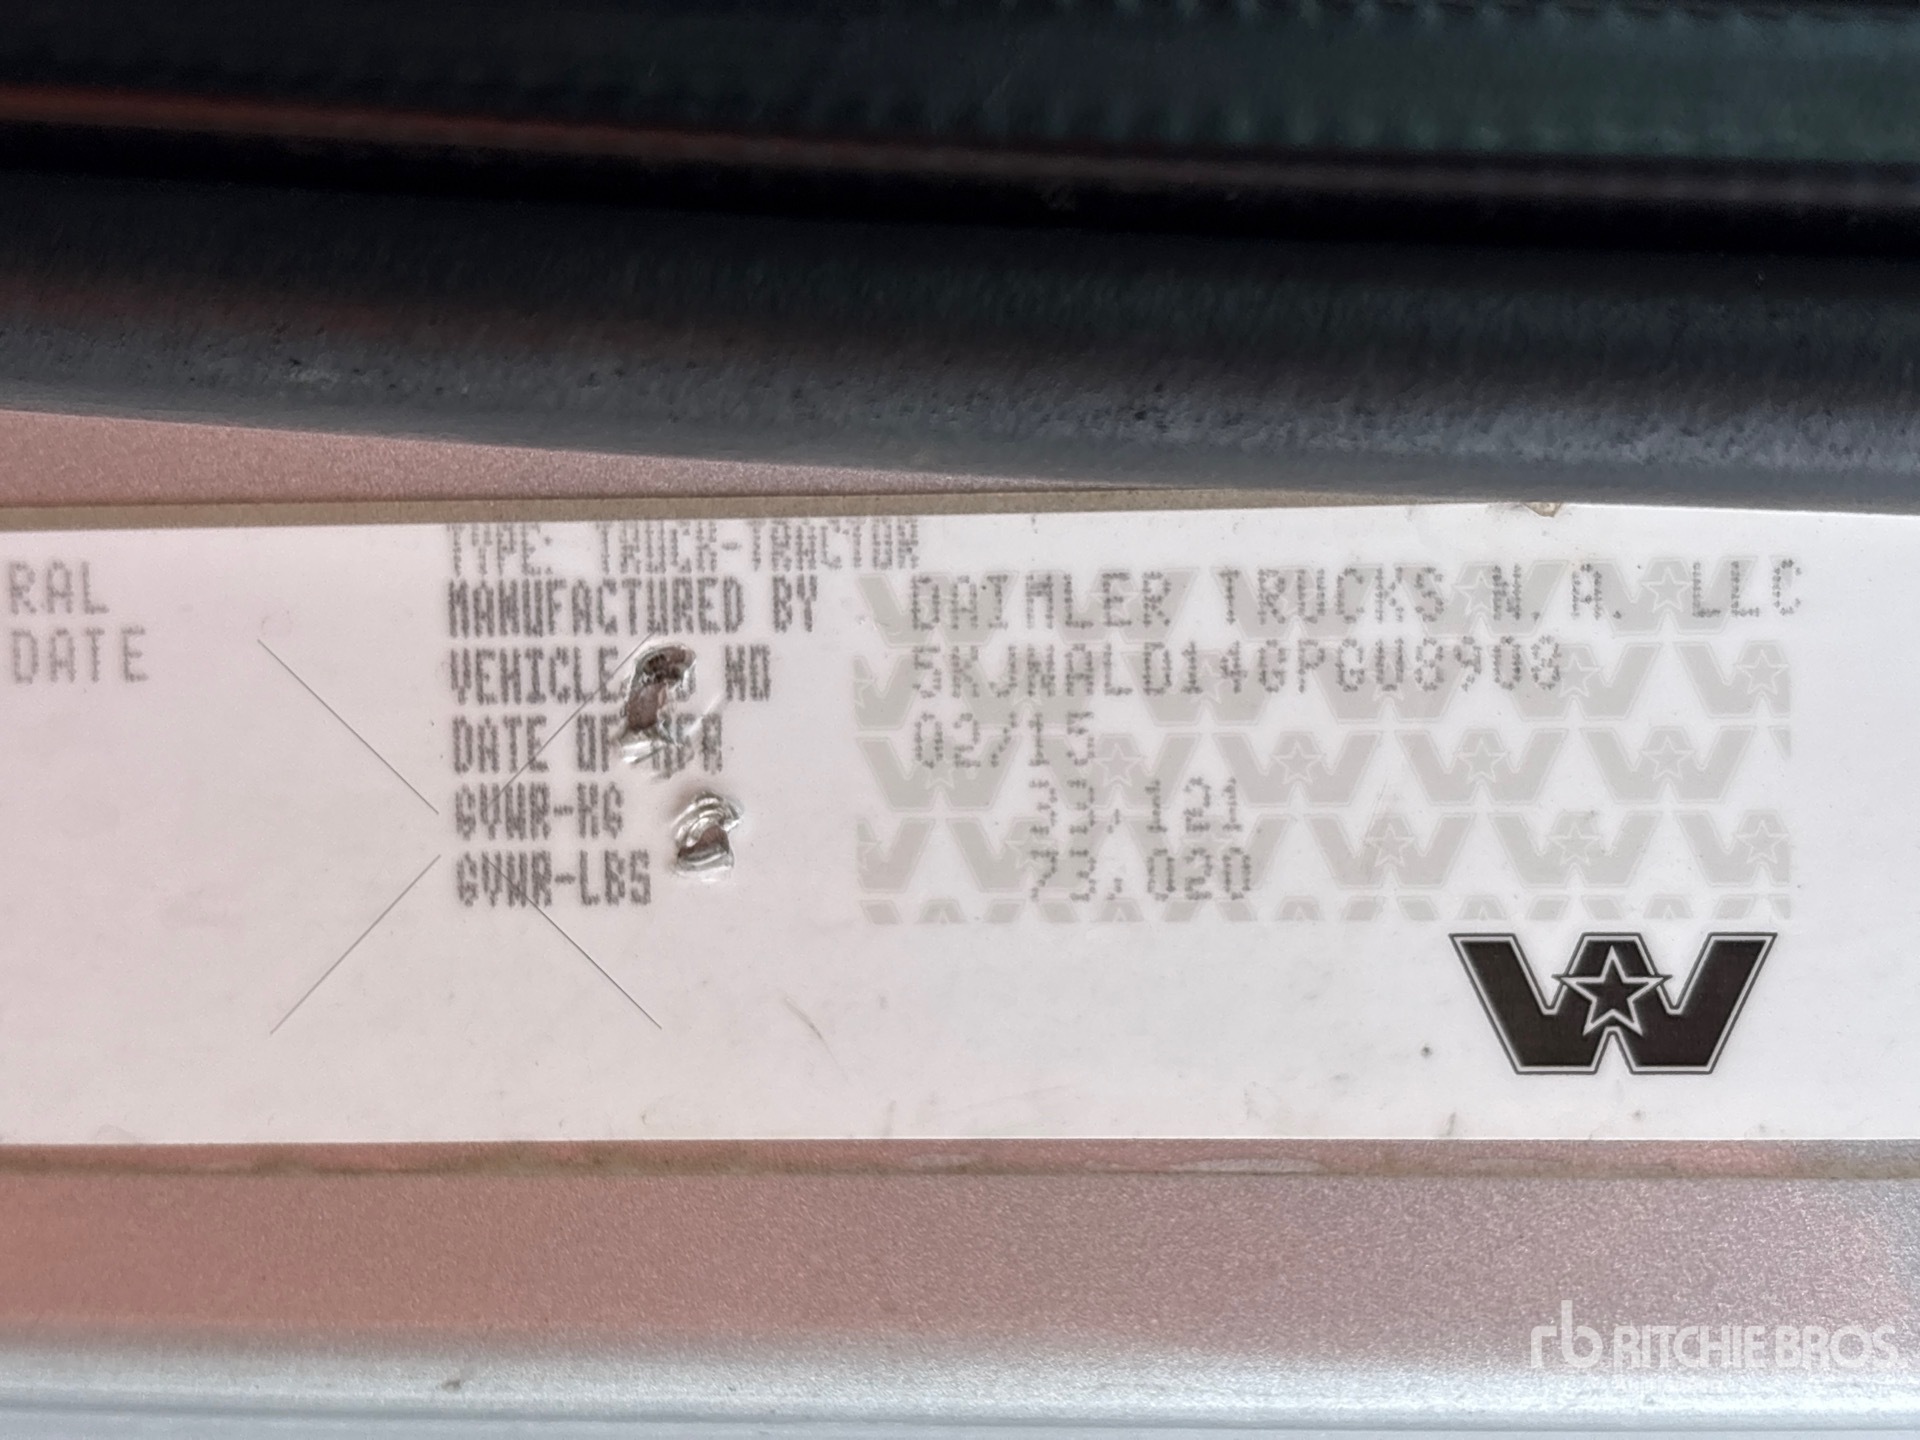 RAL
DATE
TYPE: TRUCK-TRACTOR
MANUFACTURED BY DAIMLER TRUCKS N.A. LLC
VEHICLE NO 5KJNALD14GPGU8908
DATE OF 02/15
GVWR-KG 33,121
GVWR-LBS 73,020
rb RITCHIE BROS.